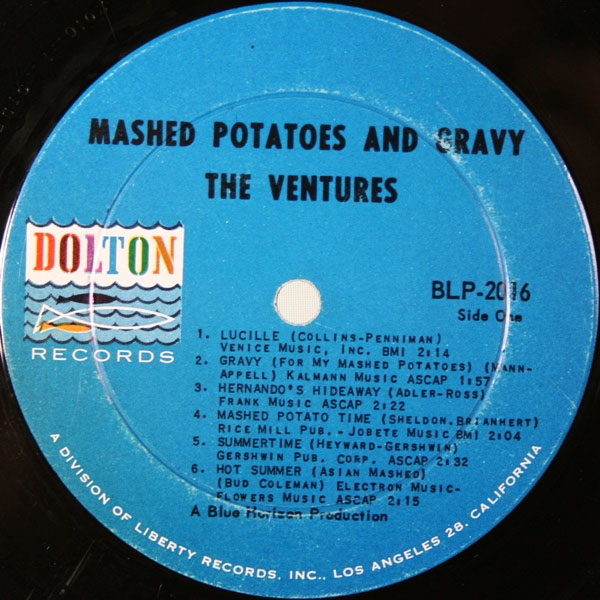 MASHED POTATOES AND GRAVY
THE VENTURES
DOLTON
RECORDS
BLP-2016
Side One
1. LUCILLE (COLLINS-PENNIMAN)
VENICE MUSIC, INC. BMI 2:14
2. GRAVY (FOR MY MASHED POTATOES) (MANN-
APPELL) KALMANN MUSIC ASCAP 1:57
3. HERNANDO'S HIDEAWAY (ADLER-ROSS)
FRANK MUSIC ASCAP 2:22
4. MASHED POTATO TIME (SHELDON.BRIANHERT)
RICE MILL PUB. - JOBETE MUSIC BMI 2:04
5. SUMMERTIME (HEYWARD-GERSHWIN)
GERSHWIN PUB. CORP. ASCAP 2:32
6. HOT SUMMER (ASIAN MASHED)
(BUD COLEMAN) ELECTRON MUSIC-
FLOWERS MUSIC ASCAP 2:15
A Blue Horizon Production
A DIVISION OF LIBERTY RECORDS, INC., LOS ANGELES 28, CALIFORNIA